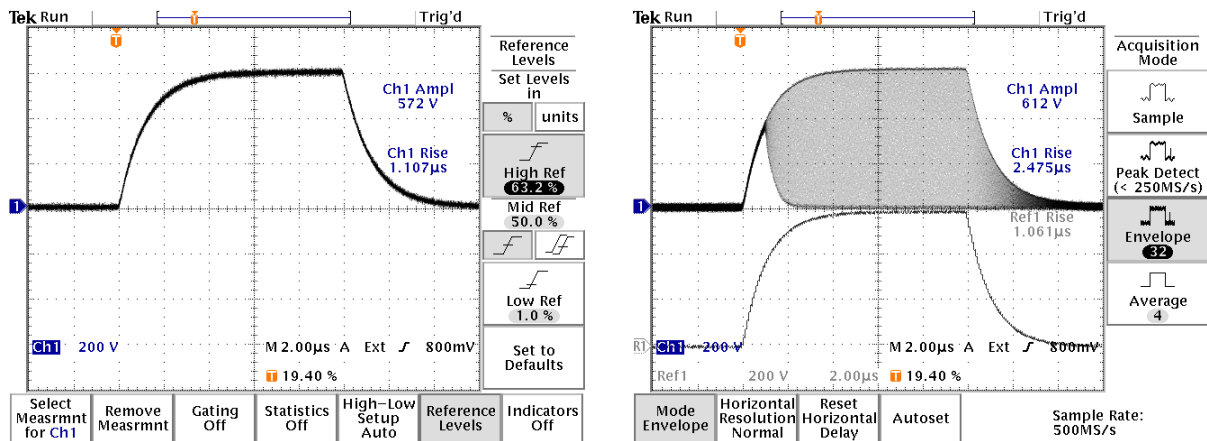 Tek Run
Trig'd
T
T
Reference
Levels
Set Levels
in
%
units
Ch1 Ampl
572 V
High Ref
63.2 %
Ch1 Rise
1.107µs
1
Mid Ref
50.0 %
Low Ref
1.0 %
Ch1 200 V
M 2.00µs A Ext 800mV
T 19.40 %
Set to
Defaults
Select
Measrmnt
for Ch1
Remove
Measrmnt
Gating
Off
Statistics
Off
High–Low
Setup
Auto
Reference
Levels
Indicators
Off
Tek Run
Trig'd
T
T
Acquisition
Mode
Ch1 Ampl
612 V
Sample
Ch1 Rise
2.475µs
Peak Detect
(< 250MS/s)
1
Ref1 Rise
1.061µs
Envelope
32
Average
4
R1
Ch1 200 V
M 2.00µs A Ext 800mV
Ref1 200 V 2.00µs
T 19.40 %
Mode
Envelope
Horizontal
Resolution
Normal
Reset
Horizontal
Delay
Autoset
Sample Rate:
500MS/s